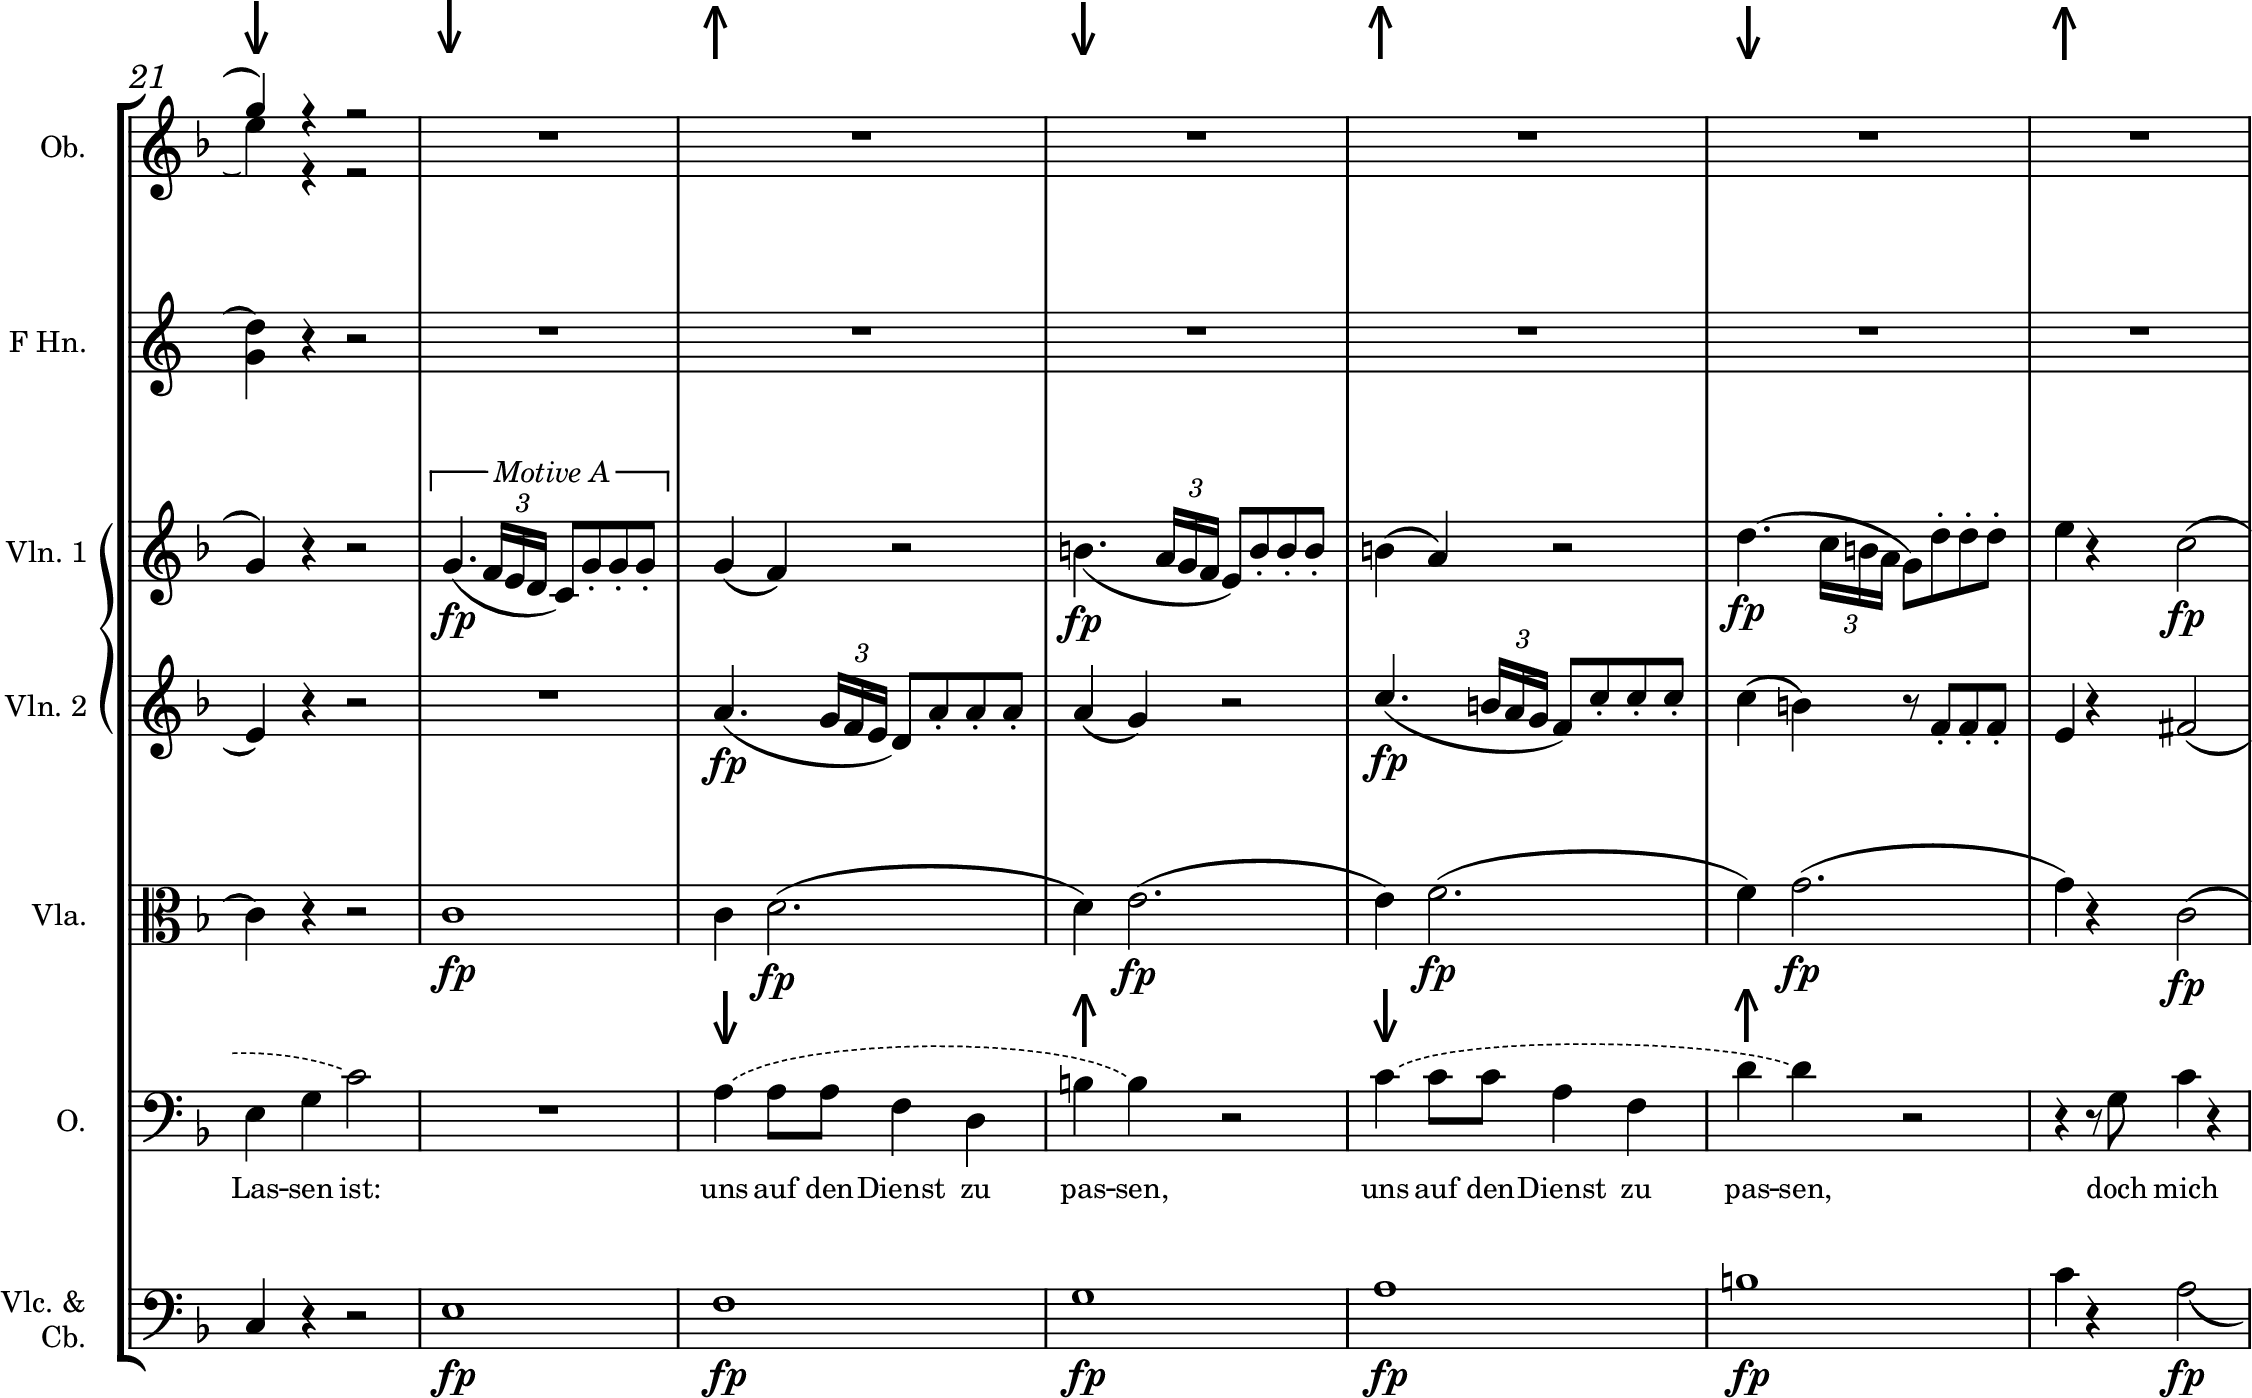 21
Ob.
F Hn.
Motive A
3 3
Vln. 1
fp fp fp 3 fp
3 3
Vln. 2
fp fp
Vla.
fp fp fp fp fp fp
O.
Las-sen ist: uns auf den Dienst zu pas-sen, uns auf den Dienst zu pas-sen, doch mich
Vlc. &
Cb.
fp fp fp fp fp fp